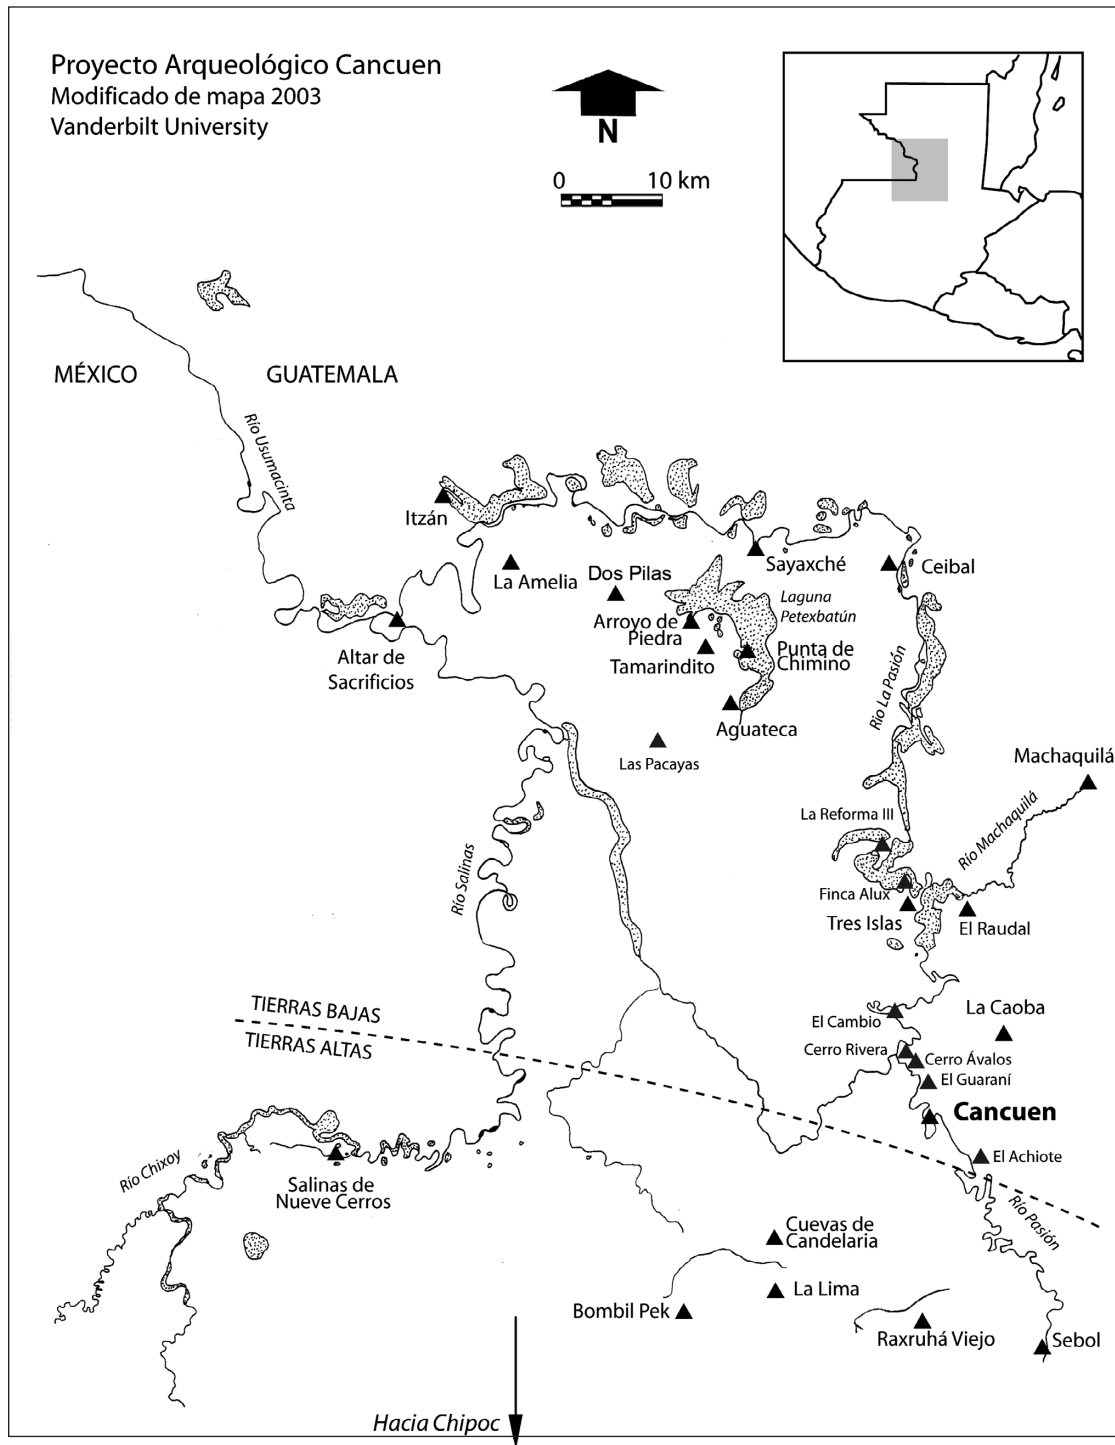 Proyecto Arqueológico Cancuen
Modificado de mapa 2003
Vanderbilt University
N
0 10 km
MÉXICO
GUATEMALA
Río Usumacinta
Itzán
La Amelia
Dos Pilas
Sayaxché
Ceibal
Laguna
Petexbatún
Arroyo de
Piedra
Tamarindito
Punta de
Chimino
Altar de
Sacrificios
Aguateca
Río La Pasión
Las Pacayas
Machaquilá
La Reforma III
Río Machaquilá
Río Salinas
Finca Alux
Tres Islas
El Raudal
TIERRAS BAJAS
TIERRAS ALTAS
El Cambio
La Caoba
Cerro Rivera
Cerro Ávalos
El Guaraní
Cancuen
El Achiote
Río Chixoy
Salinas de
Nueve Cerros
Río Pasión
Cuevas de
Candelaria
La Lima
Bombil Pek
Raxruhá Viejo
Sebol
Hacia Chipoc